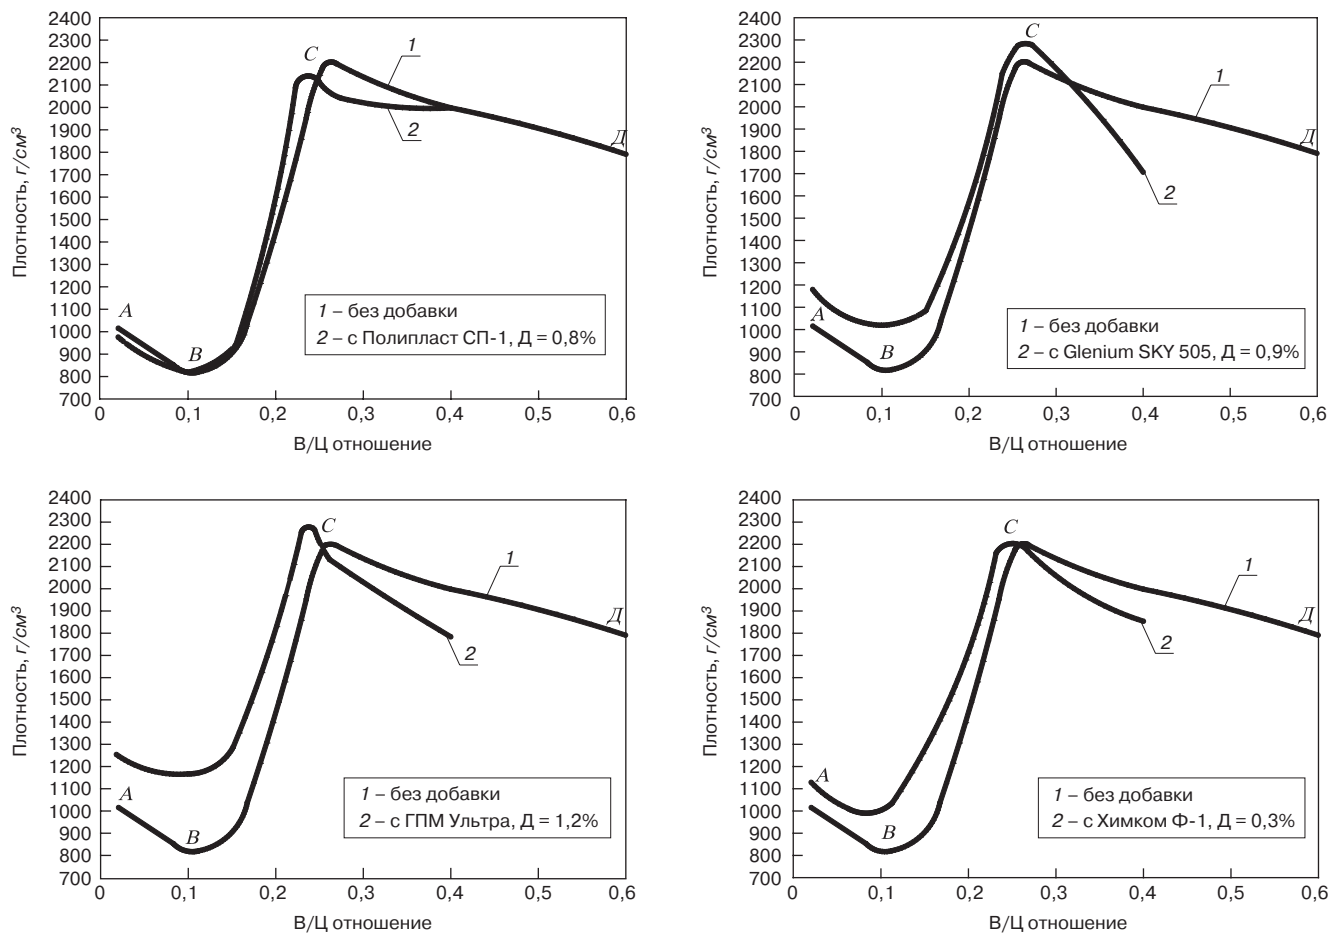 Плотность, г/см³
2400
2300
2200
2100
2000
1900
1800
1700
1600
1500
1400
1300
1200
1100
1000
900
800
700
A
B
C
Д
1
2
1 – без добавки
2 – с Полипласт СП-1, Д = 0,8%
0 0,1 0,2 0,3 0,4 0,5 0,6
В/Ц отношение
Плотность, г/см³
2400
2300
2200
2100
2000
1900
1800
1700
1600
1500
1400
1300
1200
1100
1000
900
800
700
A
B
C
Д
1
2
1 – без добавки
2 – с Glenium SKY 505, Д = 0,9%
0 0,1 0,2 0,3 0,4 0,5 0,6
В/Ц отношение
Плотность, г/см³
2400
2300
2200
2100
2000
1900
1800
1700
1600
1500
1400
1300
1200
1100
1000
900
800
700
A
B
C
Д
1
2
1 – без добавки
2 – с ГПМ Ультра, Д = 1,2%
0 0,1 0,2 0,3 0,4 0,5 0,6
В/Ц отношение
Плотность, г/см³
2400
2300
2200
2100
2000
1900
1800
1700
1600
1500
1400
1300
1200
1100
1000
900
800
700
A
B
C
Д
1
2
1 – без добавки
2 – с Химком Ф-1, Д = 0,3%
0 0,1 0,2 0,3 0,4 0,5 0,6
В/Ц отношение